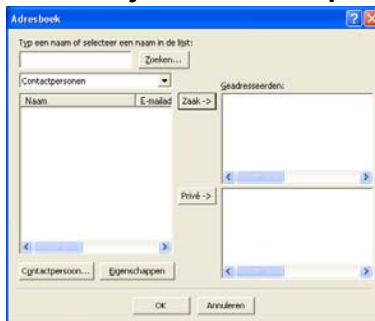 Adresboek
Typ een naam of selecteer een naam in de lijst:
Zoeken...
Contactpersonen
Geadresseerden:
Naam E-mailad
Zaak ->
Privé ->
Contactpersoon... Eigenschappen
OK Annuleren